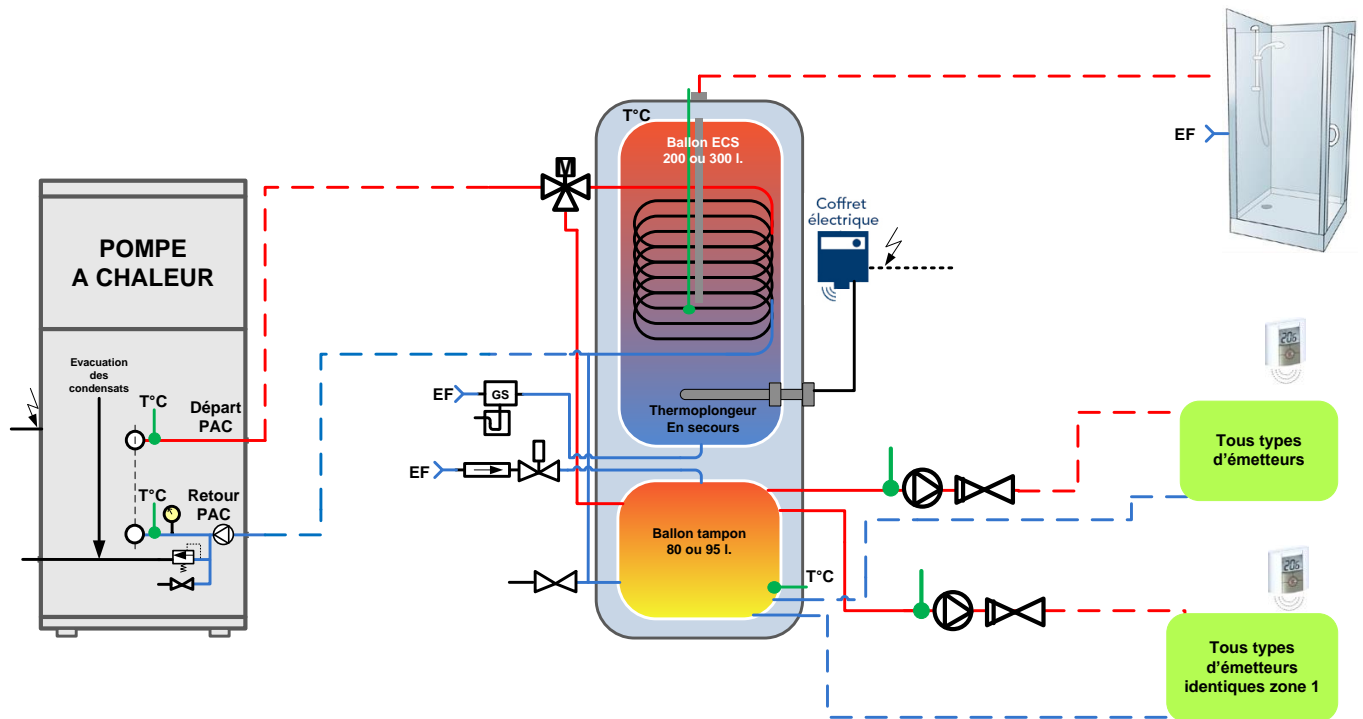 POMPE
A CHALEUR
Evacuation
des
condensats
T°C
Départ
PAC
T°C
Retour
PAC
M
T°C
Ballon ECS
200 ou 300 l.
Coffret
électrique
EF
GS
Thermoplongeur
En secours
EF
Ballon tampon
80 ou 95 l.
T°C
EF
Tous types
d'émetteurs
Tous types
d'émetteurs
identiques zone 1